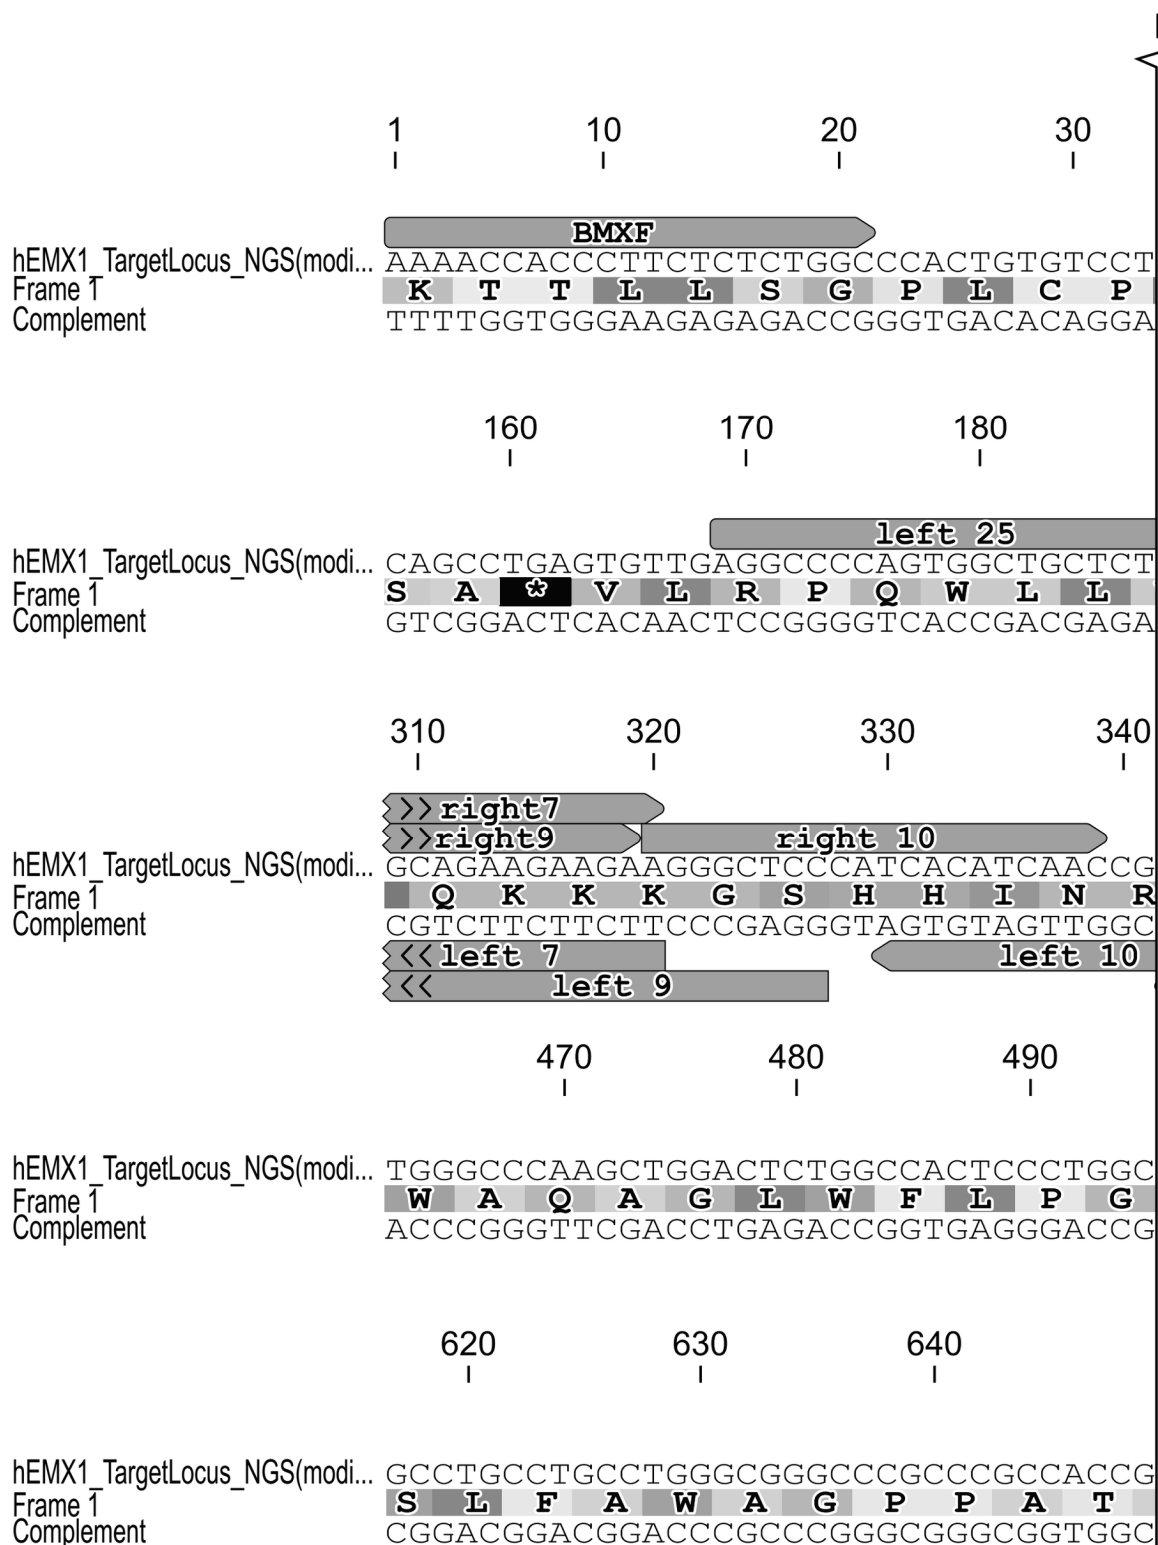 1 10 20 30
BMXF
hEMX1_TargetLocus_NGS(modi... AAAACCACCCTTCTCTCTGGCCCACTGTGTCCT
Frame 1 K T T L L S G P L C P
Complement TTTTGGTGGGAAGAGAGACCGGGTGACACAGGA
160 170 180
left 25
hEMX1_TargetLocus_NGS(modi... CAGCCTGAGTGTTGAGGCCCCAGTGGCTGCTCT
Frame 1 S A * V L R P Q W L L
Complement GTCGGACTCACAACTCCGGGGTCACCGACGAGA
310 320 330 340
>> right7
>> right9 right 10
hEMX1_TargetLocus_NGS(modi... GCAGAAGAAGAAGGGCTCCCATCACATCAACCG
Frame 1 Q K K K G S H H I N R
Complement CGTCTTCTTCTTCCCGAGGGTAGTGTAGTTGGC
<< left 7 left 10
<< left 9
470 480 490
hEMX1_TargetLocus_NGS(modi... TGGGCCCAAGCTGGACTCTGGCCACTCCCTGGC
Frame 1 W A Q A G L W F L P G
Complement ACCCGGGTTCGACCTGAGACCGGTGAGGGACCG
620 630 640
hEMX1_TargetLocus_NGS(modi... GCCTGCCTGCCTGGGCGGGCCCGCCCGCCACCG
Frame 1 S L F A W A G P P A T
Complement CGGACGGACGGACCCGCCCGGGCGGGCGGTGGC